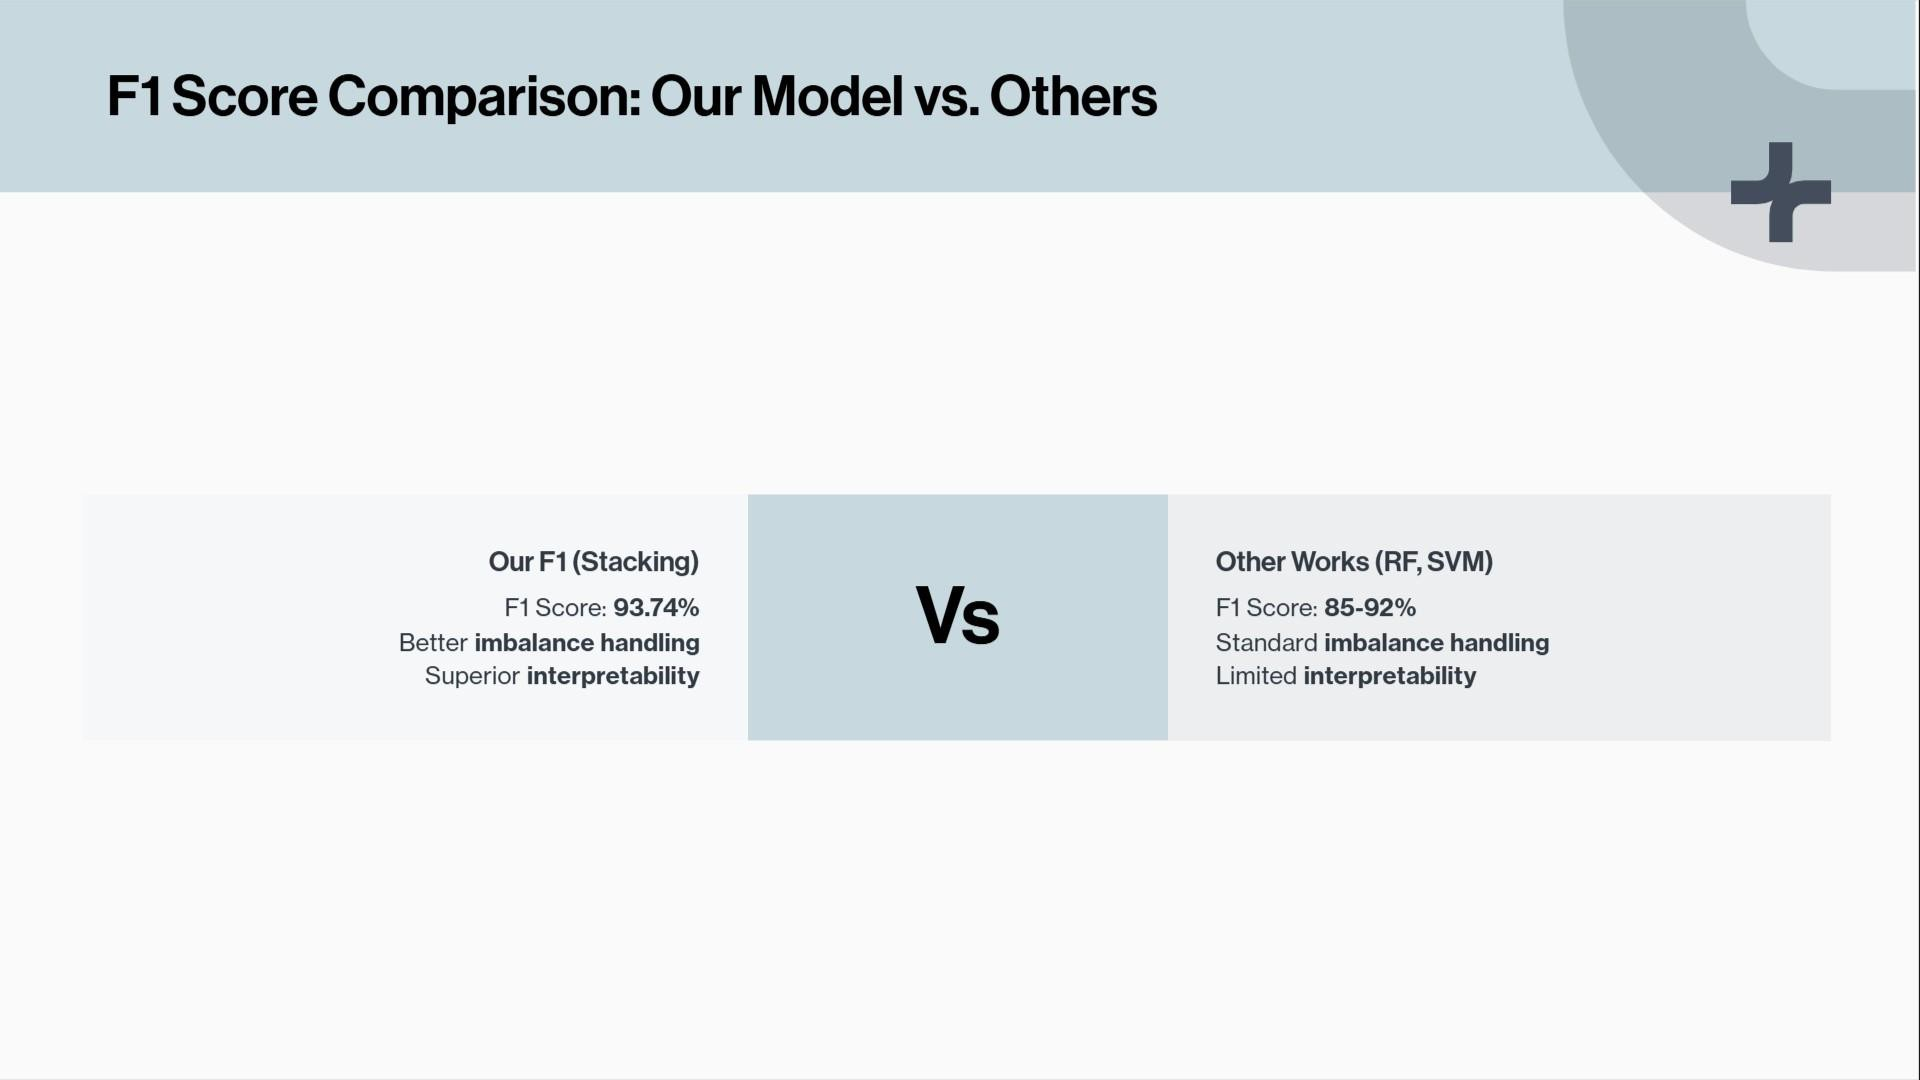 F1 Score Comparison: Our Model vs. Others
Our F1 (Stacking)
F1 Score: 93.74%
Better imbalance handling
Superior interpretability
Vs
Other Works (RF, SVM)
F1 Score: 85-92%
Standard imbalance handling
Limited interpretability